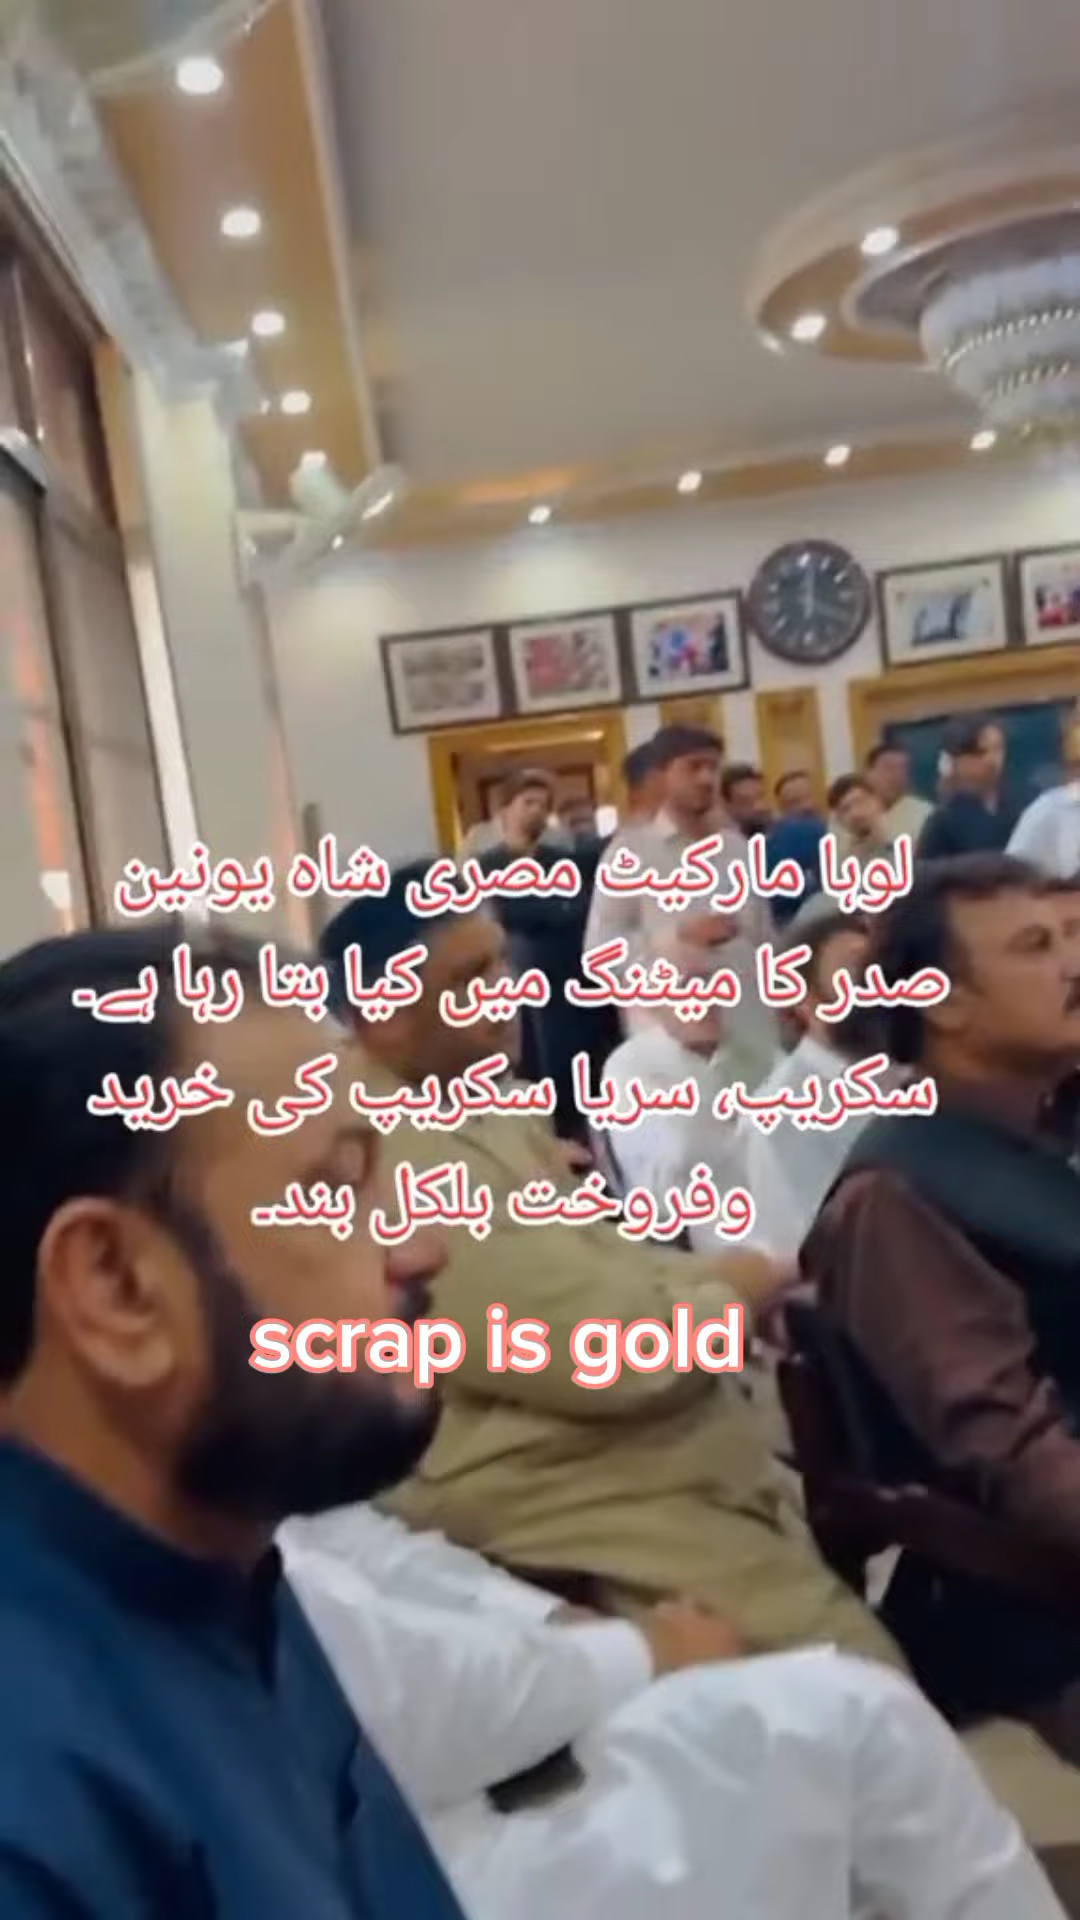 لوہا مارکیٹ مصری شاہ یونین
صدر کا میٹنگ میں کیا بتا رہا ہے۔
سکریپ، سریا سکریپ کی خرید
وفروخت بلکل بند۔
scrap is gold